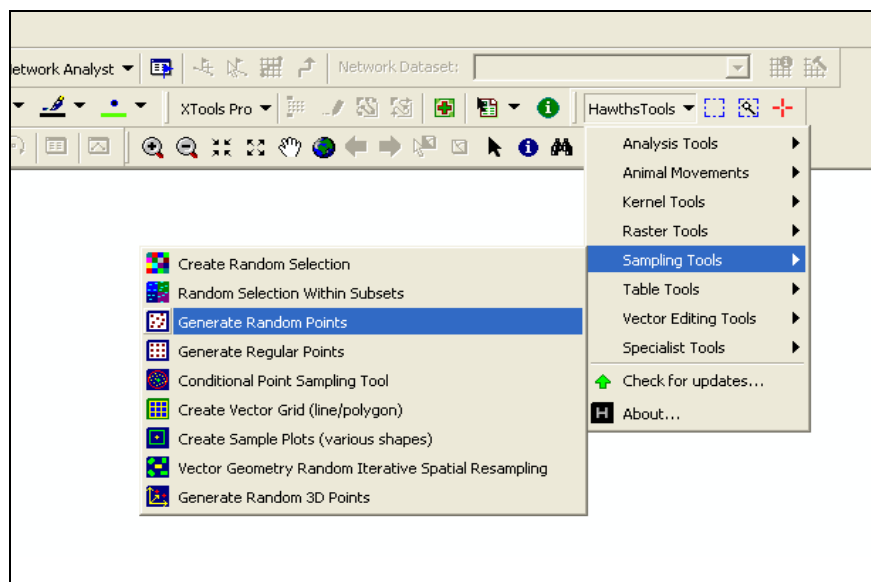 etwork Analyst
Network Dataset:
XTools Pro
HawthsTools
Analysis Tools
Animal Movements
Kernel Tools
Raster Tools
Sampling Tools
Table Tools
Vector Editing Tools
Specialist Tools
Check for updates...
H About...
Create Random Selection
Random Selection Within Subsets
Generate Random Points
Generate Regular Points
Conditional Point Sampling Tool
Create Vector Grid (line/polygon)
Create Sample Plots (various shapes)
Vector Geometry Random Iterative Spatial Resampling
Generate Random 3D Points